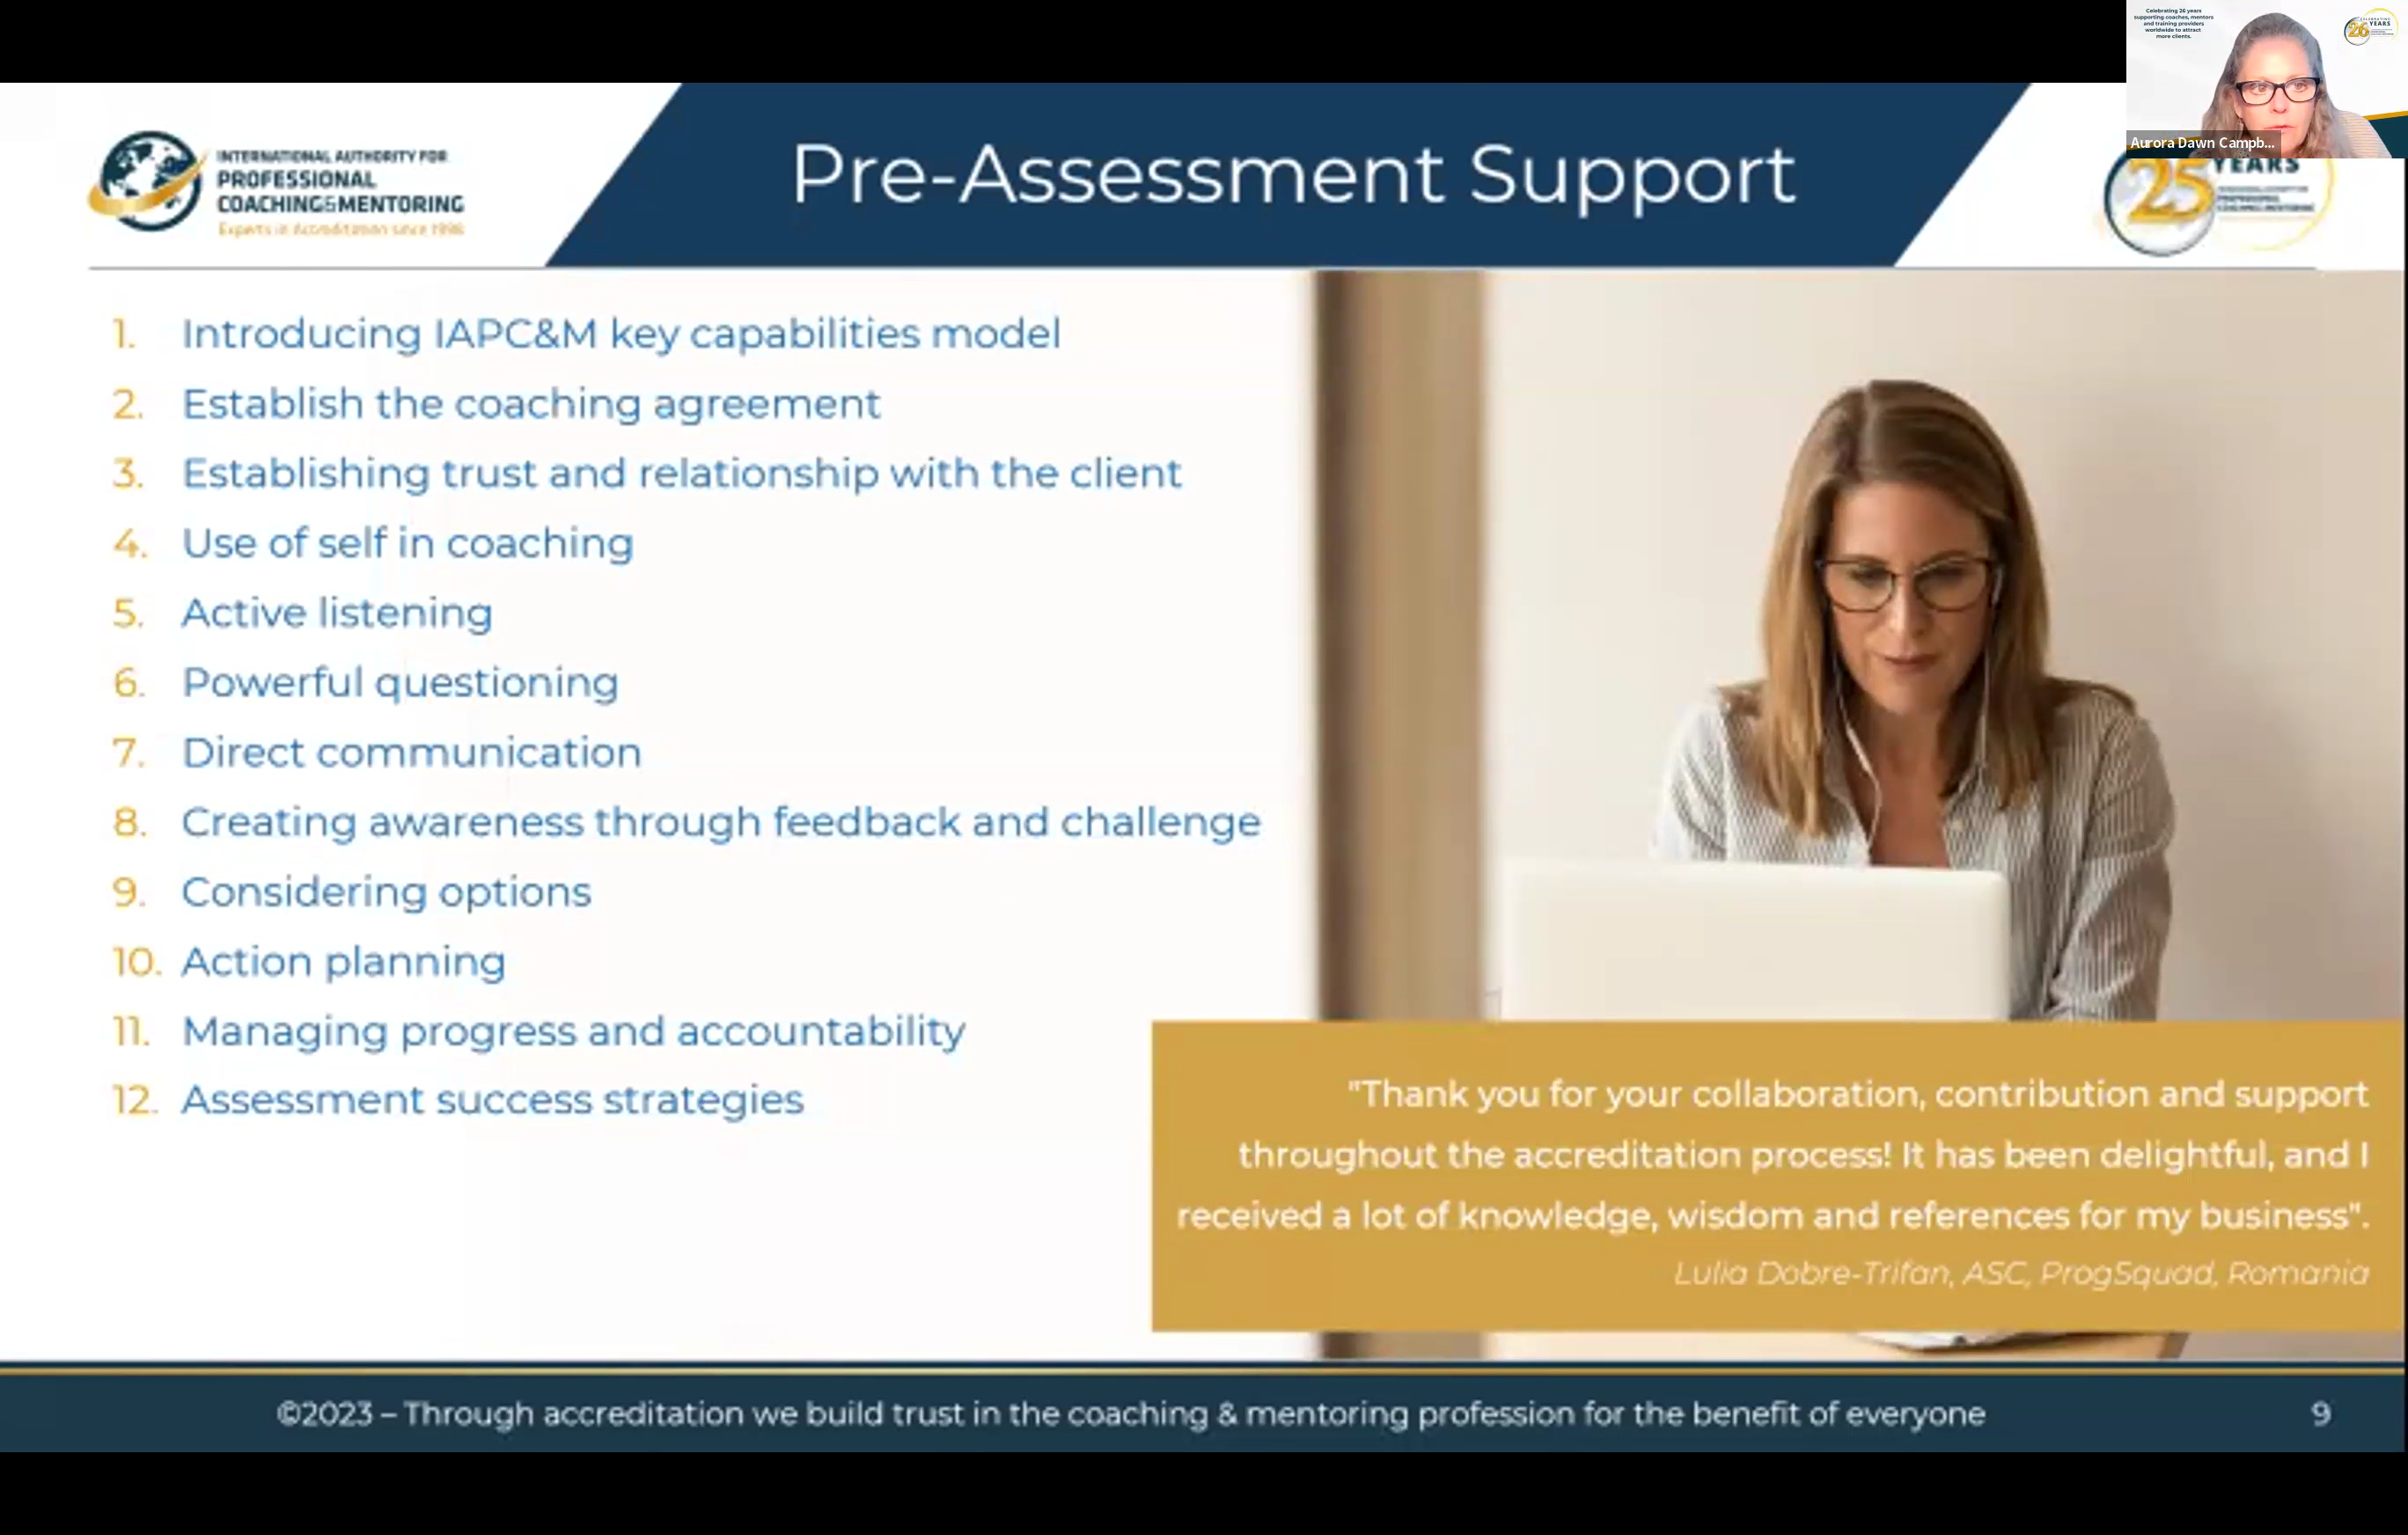 Celebrating 26 years
supporting coaches, mentors
and training providers
worldwide to attract
more clients.
26
YEARS
Aurora Dawn Campb...
INTERNATIONAL AUTHORITY FOR
PROFESSIONAL
COACHING&MENTORING
Experts in Accreditation since 1998
Pre-Assessment Support
25
YEARS
1. Introducing IAPC&M key capabilities model
2. Establish the coaching agreement
3. Establishing trust and relationship with the client
4. Use of self in coaching
5. Active listening
6. Powerful questioning
7. Direct communication
8. Creating awareness through feedback and challenge
9. Considering options
10. Action planning
11. Managing progress and accountability
12. Assessment success strategies
"Thank you for your collaboration, contribution and support
throughout the accreditation process! It has been delightful, and I
received a lot of knowledge, wisdom and references for my business".
Lulia Dobre-Trifan, ASC, ProgSquad, Romania
©2023 – Through accreditation we build trust in the coaching & mentoring profession for the benefit of everyone
9